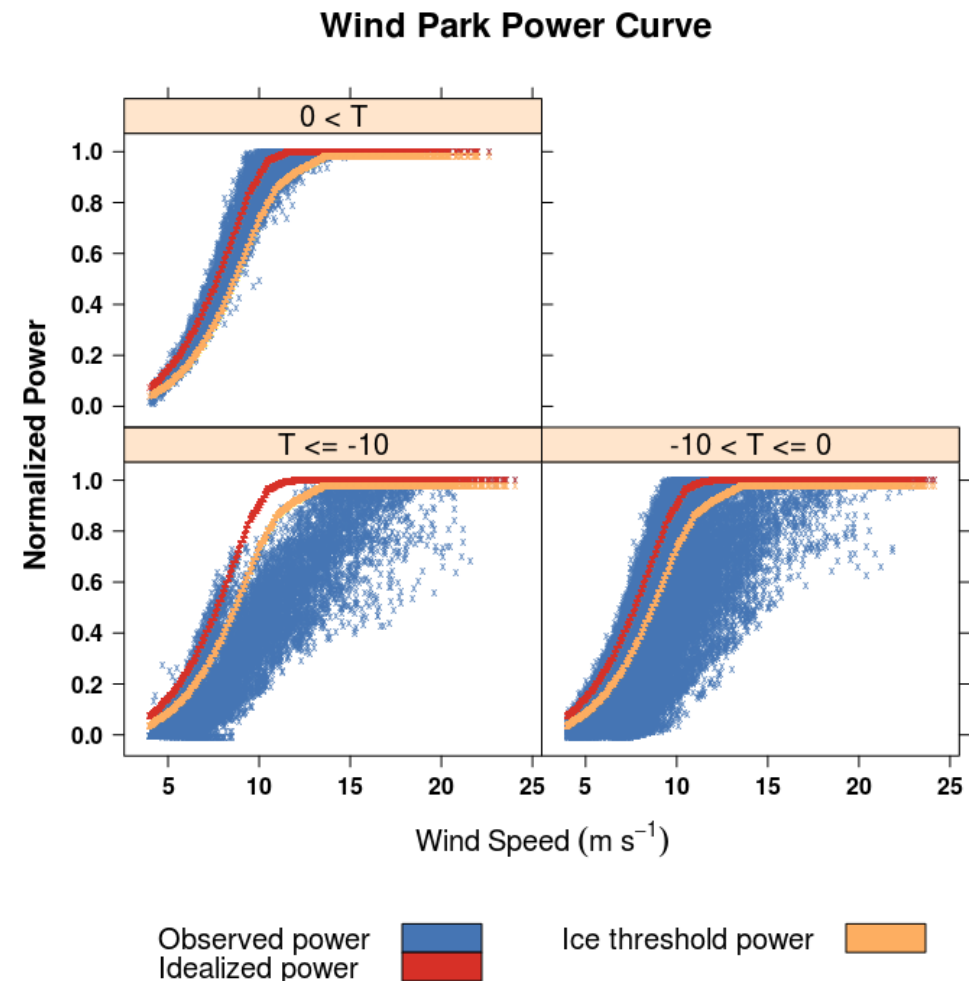 Wind Park Power Curve
0 < T
1.0
0.8
0.6
0.4
0.2
0.0
T <= -10
-10 < T <= 0
1.0
0.8
0.6
0.4
0.2
0.0
5 10 15 20 25
5 10 15 20 25
Normalized Power
Wind Speed (m s⁻¹)
Observed power
Idealized power
Ice threshold power